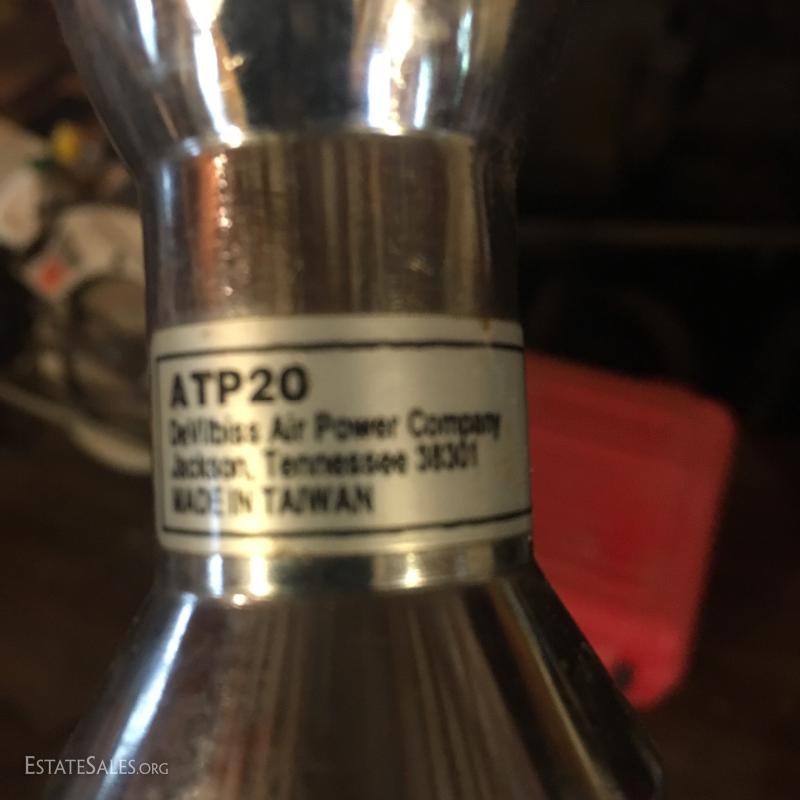 ATP20
DeVilbiss Air Power Company
Jackson, Tennessee 38301
MADE IN TAIWAN
ESTATESALES.ORG